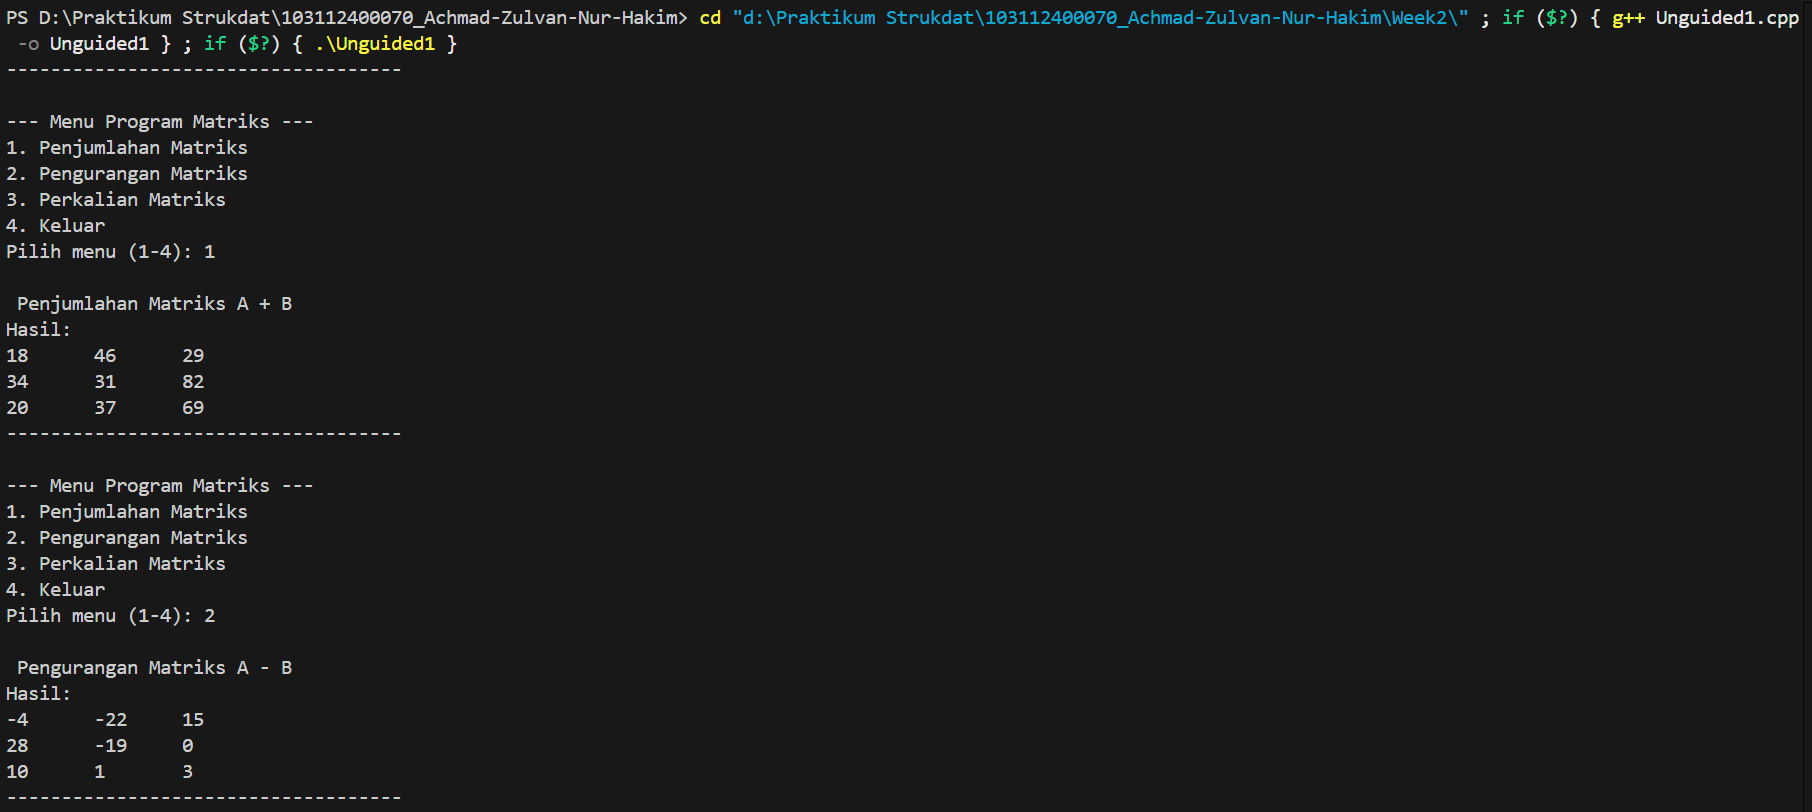 PS D:\Praktikum Strukdat\103112400070_Achmad-Zulvan-Nur-Hakim> cd "d:\Praktikum Strukdat\103112400070_Achmad-Zulvan-Nur-Hakim\Week2\" ; if ($?) { g++ Unguided1.cpp
 -o Unguided1 } ; if ($?) { .\Unguided1 }
------------------------------------

--- Menu Program Matriks ---
1. Penjumlahan Matriks
2. Pengurangan Matriks
3. Perkalian Matriks
4. Keluar
Pilih menu (1-4): 1

 Penjumlahan Matriks A + B
Hasil:
18      46      29
34      31      82
20      37      69
------------------------------------

--- Menu Program Matriks ---
1. Penjumlahan Matriks
2. Pengurangan Matriks
3. Perkalian Matriks
4. Keluar
Pilih menu (1-4): 2

 Pengurangan Matriks A - B
Hasil:
-4      -22     15
28      -19     0
10      1       3
------------------------------------